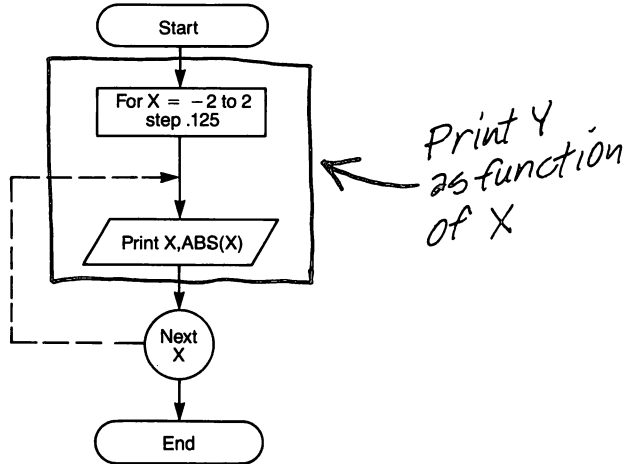 Start
For X = -2 to 2
step .125
Print X,ABS(X)
Next
X
End
Print Y
as function
of X